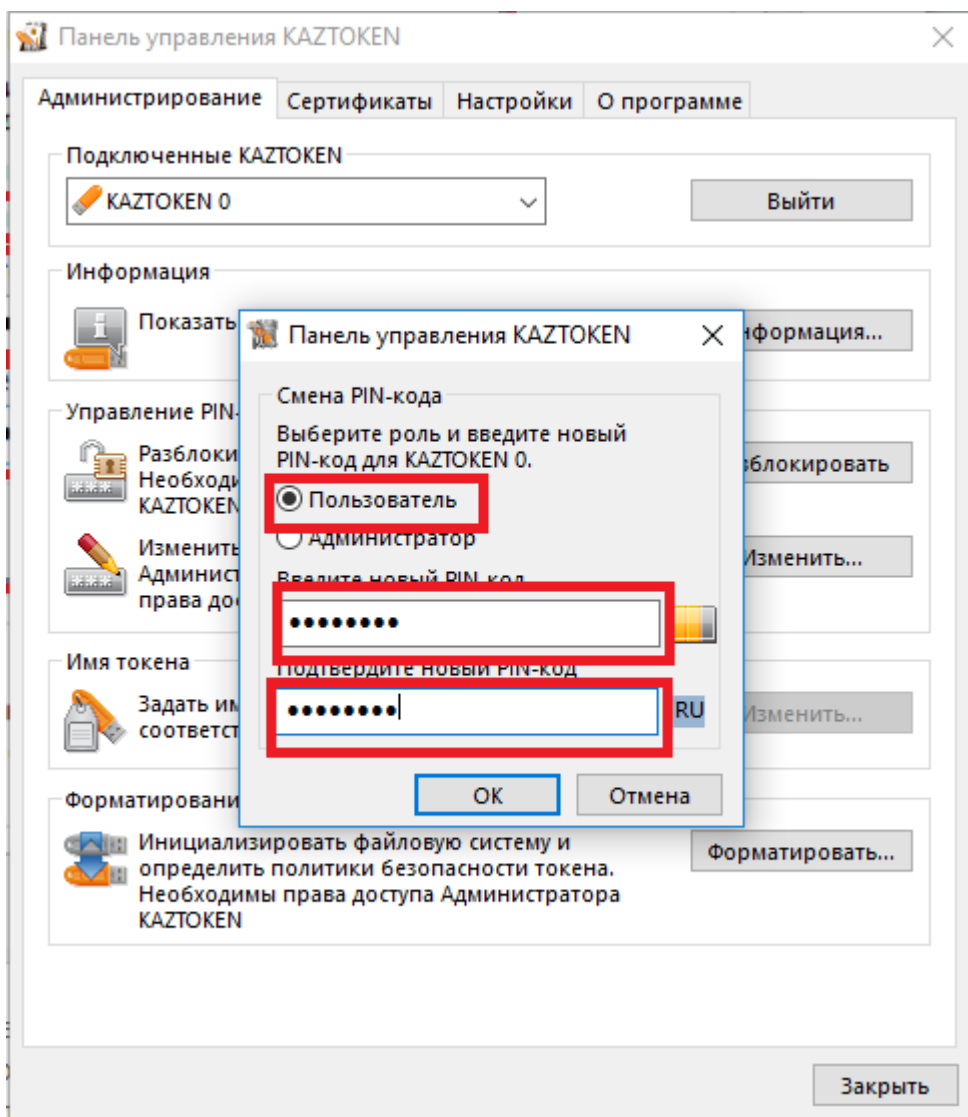 Панель управления KAZTOKEN
Администрирование Сертификаты Настройки О программе
Подключенные KAZTOKEN
KAZTOKEN 0 Выйти
Информация
Показать
Панель управления KAZTOKEN
нформация...
Смена PIN-кода
Выберите роль и введите новый
PIN-код для KAZTOKEN 0.
Пользователь
Администратор
Введите новый PIN-код
••••••••
Подтвердите новый PIN-код
••••••••
RU
OK Отмена
Управление PIN-
Разблоки
Необходи
KAZTOKEN
зблокировать
Изменить
Админист
права до
Изменить...
Имя токена
Задать им
соответст
Изменить...
Форматировани
Инициализировать файловую систему и
определить политики безопасности токена.
Необходимы права доступа Администратора
KAZTOKEN
Форматировать...
Закрыть